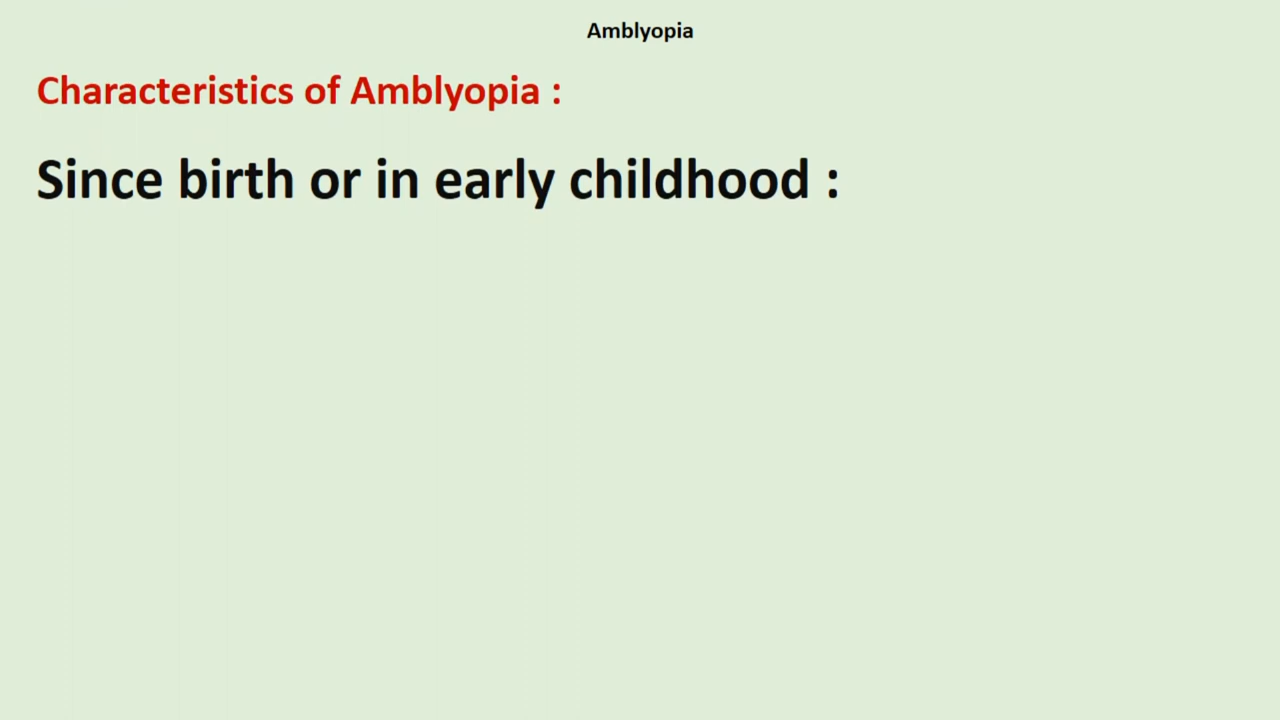 Amblyopia
Characteristics of Amblyopia :
Since birth or in early childhood :